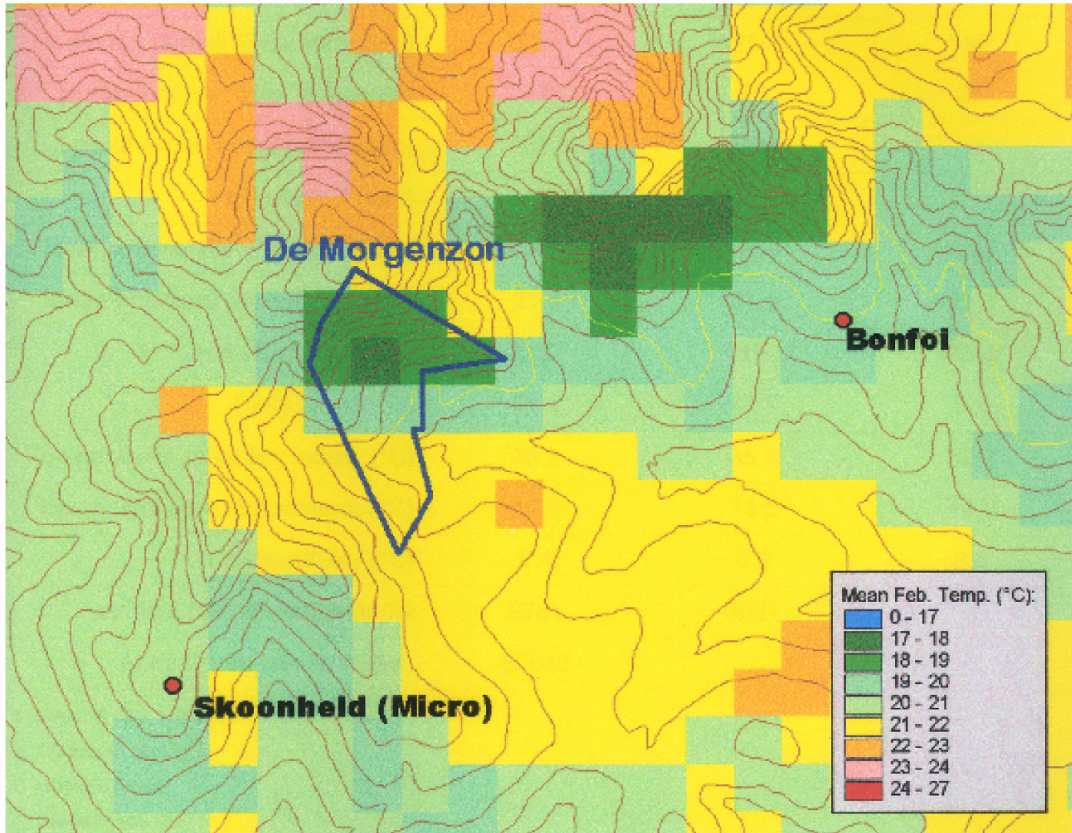 De Morgenzon
Bonfoi
Skoonheld (Micro)
Mean Feb. Temp. (°C):
0 - 17
17 - 18
18 - 19
19 - 20
20 - 21
21 - 22
22 - 23
23 - 24
24 - 27